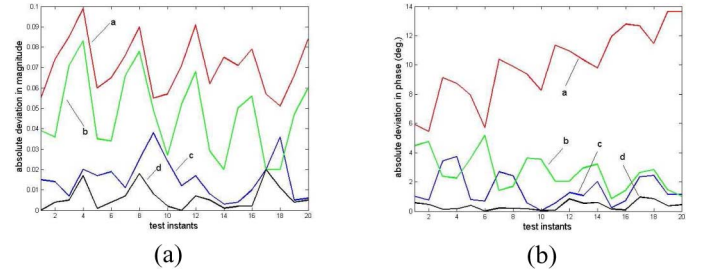 0.1
0.09
0.08
0.07
0.06
0.05
0.04
0.03
0.02
0.01
0
absolute deviation in magnitude
a
b
c
d
2 4 6 8 10 12 14 16 18 20
test instants
(a)
14
12
10
8
6
4
2
0
absolute deviation in phase (deg.)
a
b
c
d
2 4 6 8 10 12 14 16 18 20
test instants
(b)